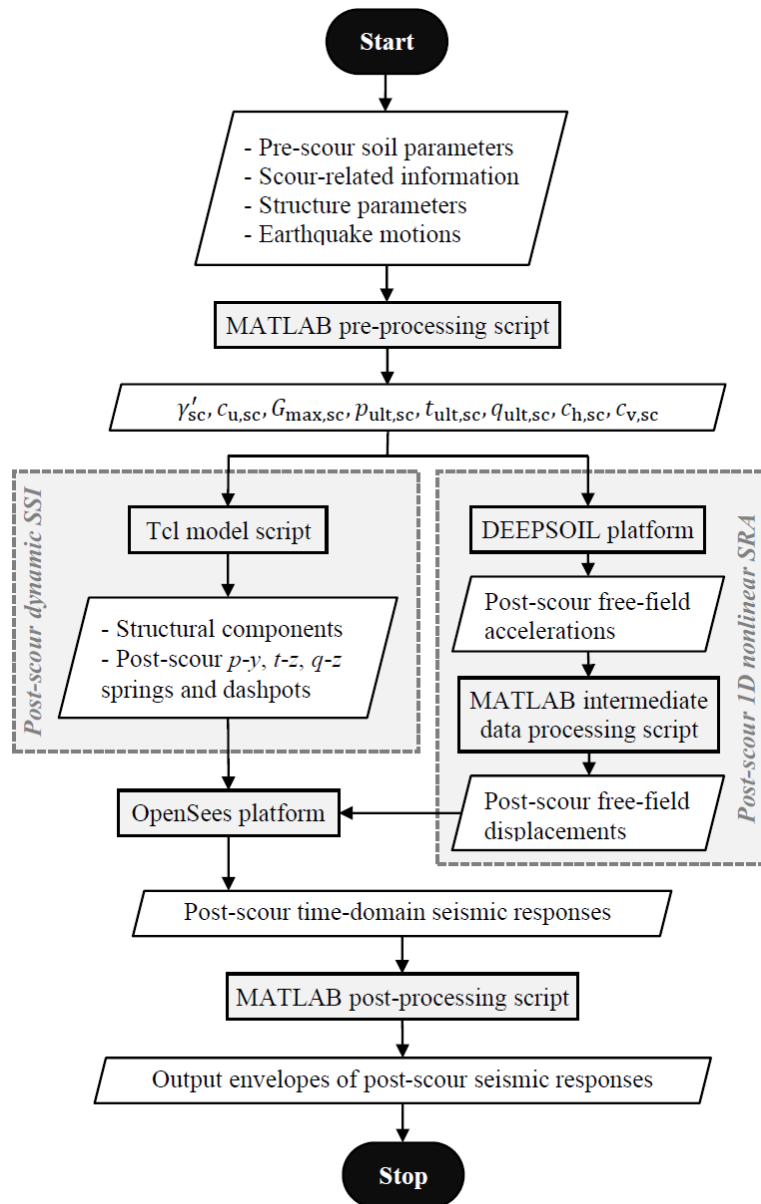 Start
- Pre-scour soil parameters
- Scour-related information
- Structure parameters
- Earthquake motions
MATLAB pre-processing script
γ′sc, cu,sc, Gmax,sc, pult,sc, tult,sc, qult,sc, ch,sc, cv,sc
Post-scour dynamic SSI
Tcl model script
- Structural components
- Post-scour p-y, t-z, q-z
springs and dashpots
OpenSees platform
Post-scour 1D nonlinear SRA
DEEPSOIL platform
Post-scour free-field
accelerations
MATLAB intermediate
data processing script
Post-scour free-field
displacements
Post-scour time-domain seismic responses
MATLAB post-processing script
Output envelopes of post-scour seismic responses
Stop